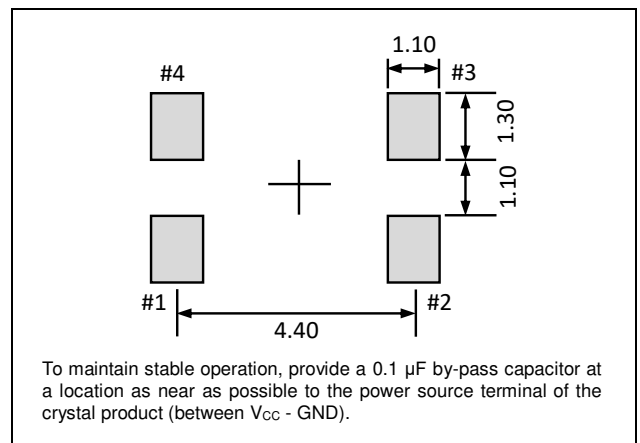 1.10
#4
#3
1.30
1.10
#1
#2
4.40
To maintain stable operation, provide a 0.1 µF by-pass capacitor at
a location as near as possible to the power source terminal of the
crystal product (between VCC - GND).